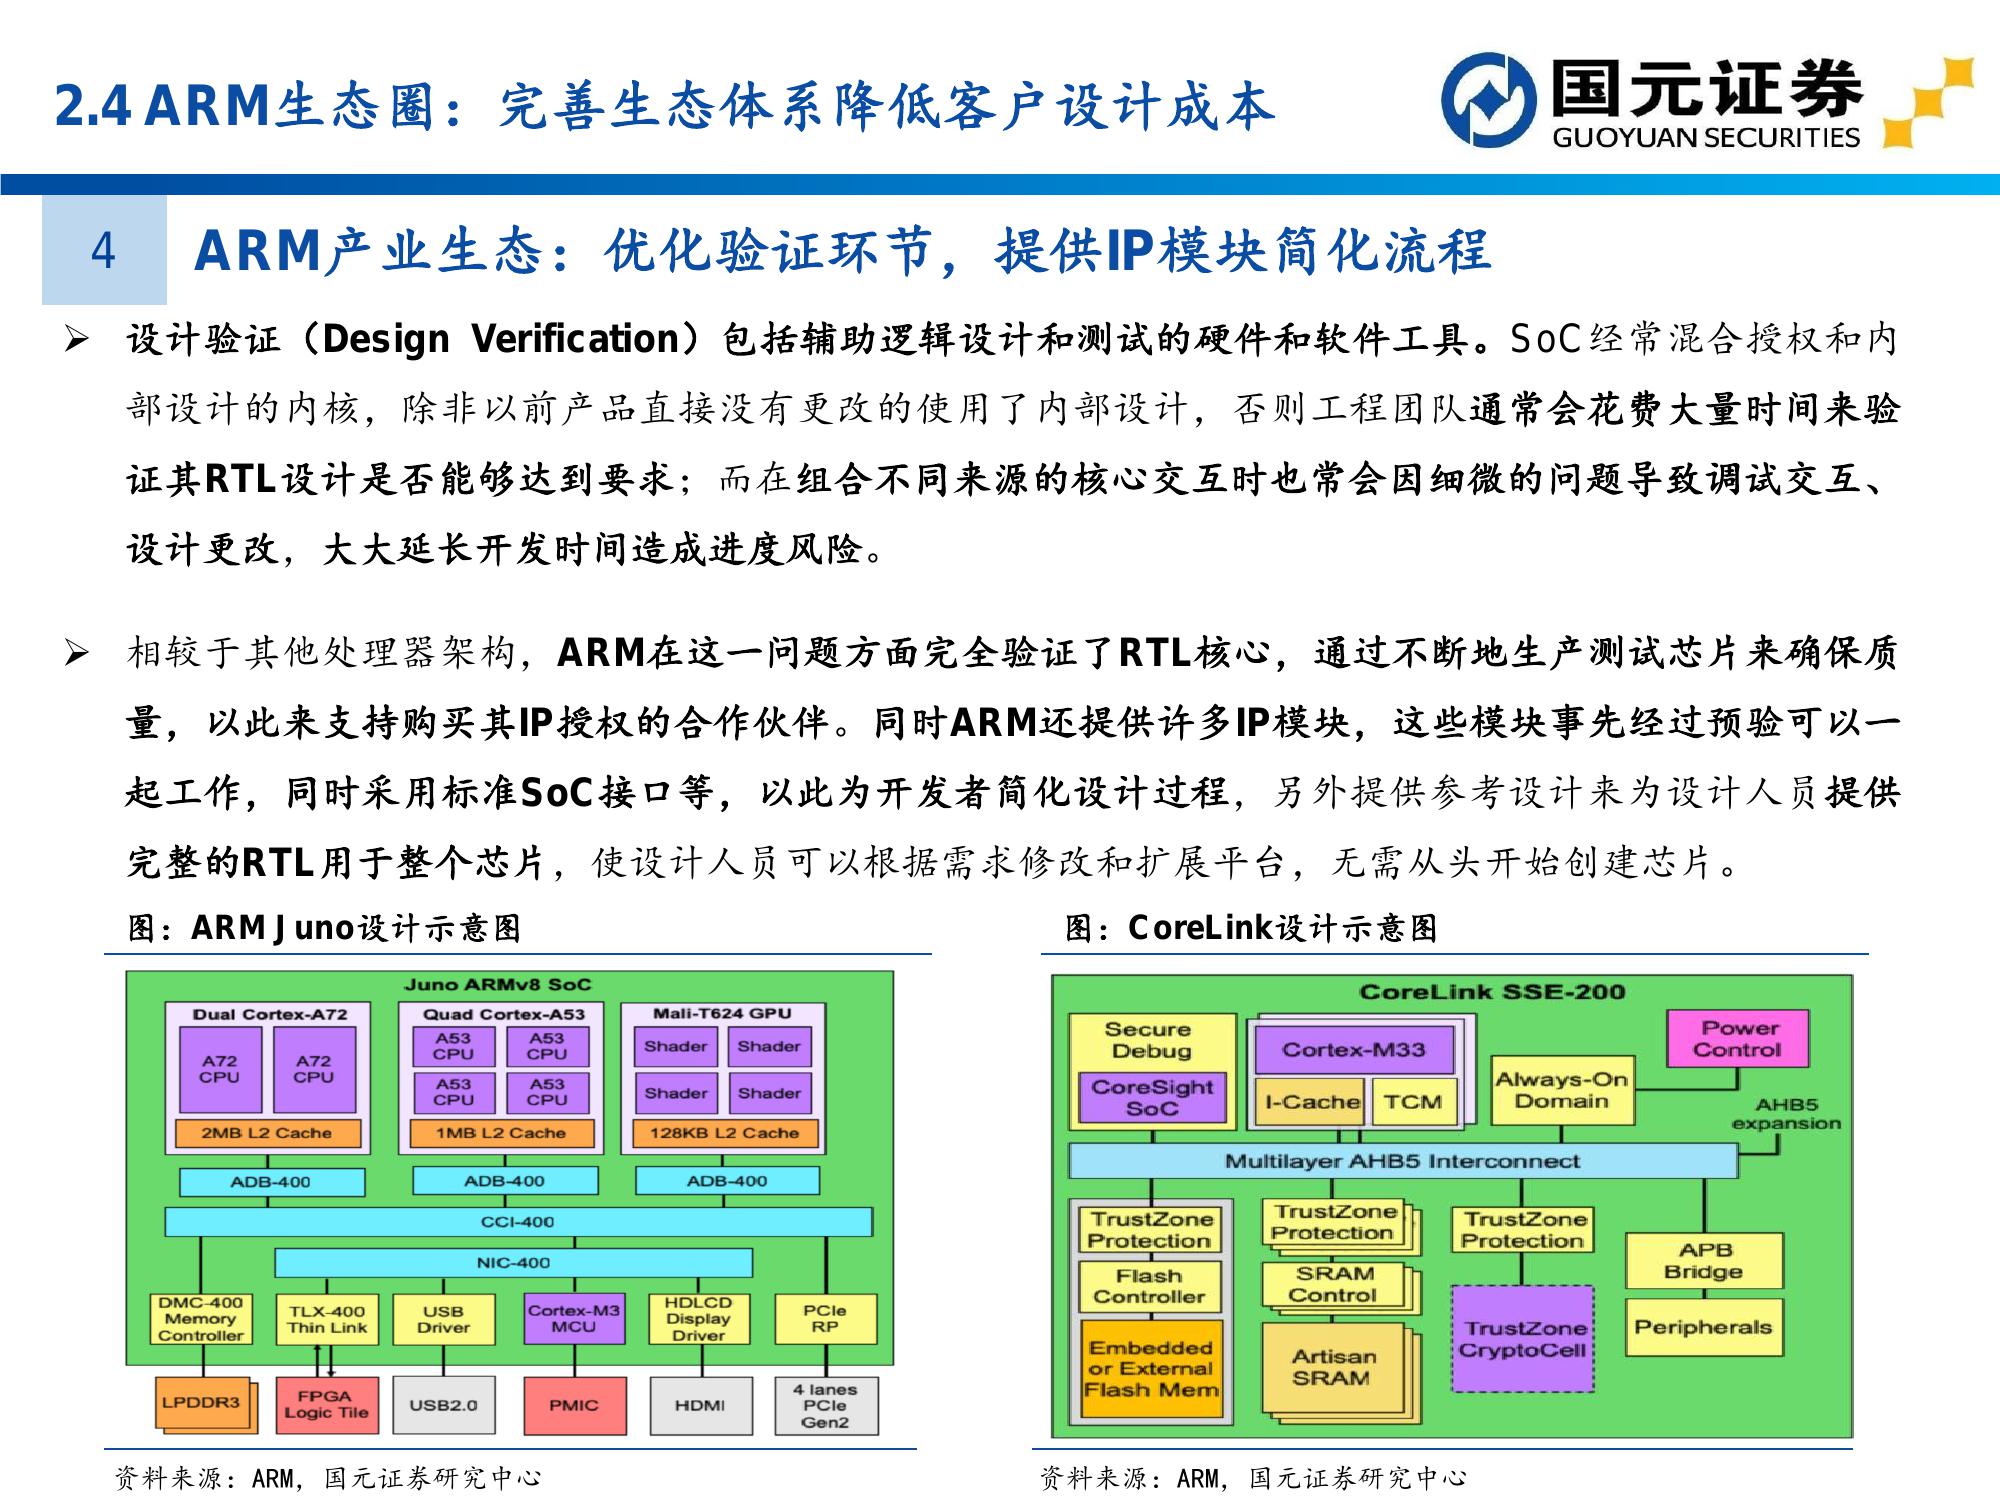 2.4 ARM生态圈：完善生态体系降低客户设计成本
国元证券
GUOYUAN SECURITIES
4
ARM产业生态：优化验证环节，提供IP模块简化流程
➢ 设计验证（Design Verification）包括辅助逻辑设计和测试的硬件和软件工具。SoC经常混合授权和内
部设计的内核，除非以前产品直接没有更改的使用了内部设计，否则工程团队通常会花费大量时间来验
证其RTL设计是否能够达到要求；而在组合不同来源的核心交互时也常会因细微的问题导致调试交互、
设计更改，大大延长开发时间造成进度风险。
➢ 相较于其他处理器架构，ARM在这一问题方面完全验证了RTL核心，通过不断地生产测试芯片来确保质
量，以此来支持购买其IP授权的合作伙伴。同时ARM还提供许多IP模块，这些模块事先经过预验可以一
起工作，同时采用标准SoC接口等，以此为开发者简化设计过程，另外提供参考设计来为设计人员提供
完整的RTL用于整个芯片，使设计人员可以根据需求修改和扩展平台，无需从头开始创建芯片。
图：ARM Juno设计示意图
Juno ARMv8 SoC
Dual Cortex-A72
Quad Cortex-A53
Mali-T624 GPU
A72
CPU
A72
CPU
A53
CPU
A53
CPU
A53
CPU
A53
CPU
Shader
Shader
Shader
Shader
2MB L2 Cache
1MB L2 Cache
128KB L2 Cache
ADB-400
ADB-400
ADB-400
CCI-400
NIC-400
DMC-400
Memory
Controller
TLX-400
Thin Link
USB
Driver
Cortex-M3
MCU
HDLCD
Display
Driver
PCIe
RP
LPDDR3
FPGA
Logic Tile
USB2.0
PMIC
HDMI
4 lanes
PCIe
Gen2
资料来源：ARM，国元证券研究中心
图：CoreLink设计示意图
CoreLink SSE-200
Secure
Debug
CoreSight
SoC
Cortex-M33
I-Cache
TCM
Always-On
Domain
Power
Control
AHB5
expansion
Multilayer AHB5 Interconnect
TrustZone
Protection
Flash
Controller
Embedded
or External
Flash Mem
TrustZone
Protection
SRAM
Control
Artisan
SRAM
TrustZone
Protection
TrustZone
CryptoCell
APB
Bridge
Peripherals
资料来源：ARM，国元证券研究中心